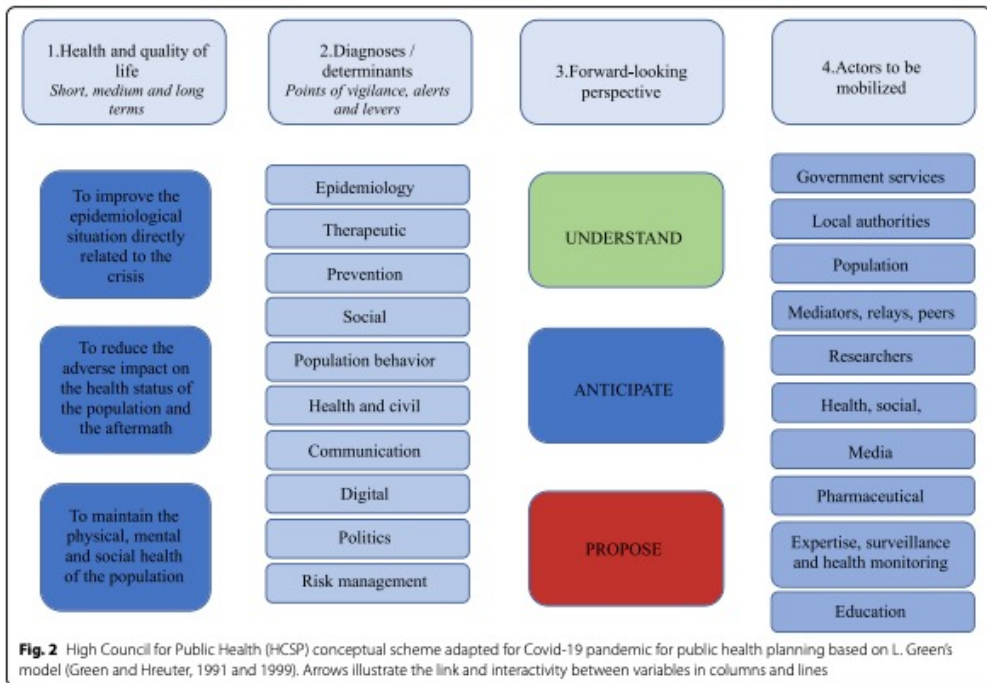 1.Health and quality of
life
Short, medium and long
terms
2.Diagnoses /
determinants
Points of vigilance, alerts
and levers
3.Forward-looking
perspective
4.Actors to be
mobilized
To improve the
epidemiological
situation directly
related to the
crisis
To reduce the
adverse impact on
the health status of
the population and
the aftermath
To maintain the
physical, mental
and social health
of the population
Epidemiology
Therapeutic
Prevention
Social
Population behavior
Health and civil
Communication
Digital
Politics
Risk management
UNDERSTAND
ANTICIPATE
PROPOSE
Government services
Local authorities
Population
Mediators, relays, peers
Researchers
Health, social,
Media
Pharmaceutical
Expertise, surveillance
and health monitoring
Education
Fig. 2 High Council for Public Health (HCSP) conceptual scheme adapted for Covid-19 pandemic for public health planning based on L. Green's
model (Green and Hreuter, 1991 and 1999). Arrows illustrate the link and interactivity between variables in columns and lines